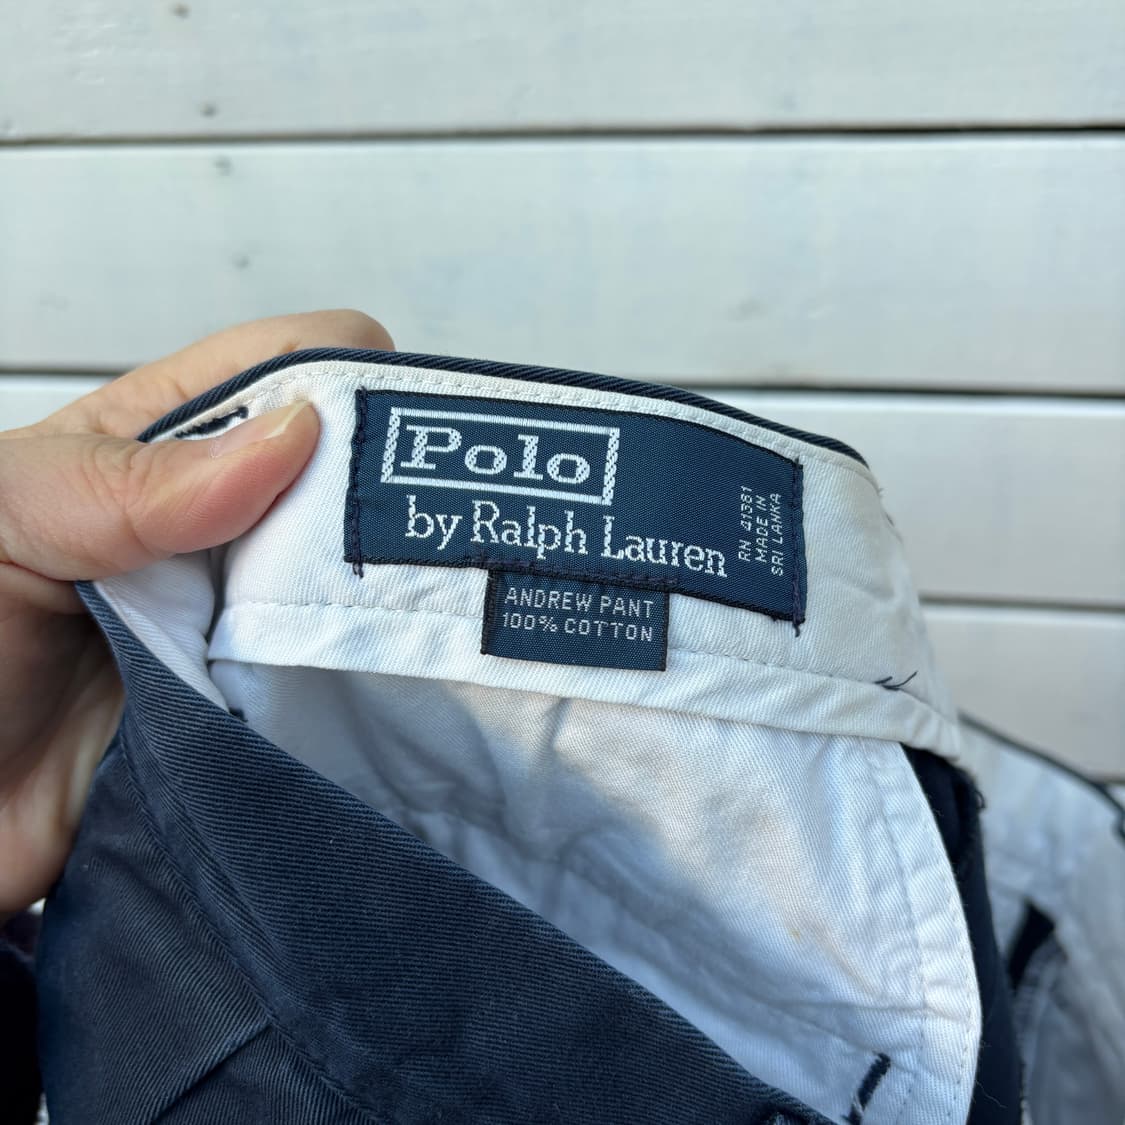 Polo
by Ralph Lauren
RN 41381
MADE IN
SRI LANKA
ANDREW PANT
100% COTTON